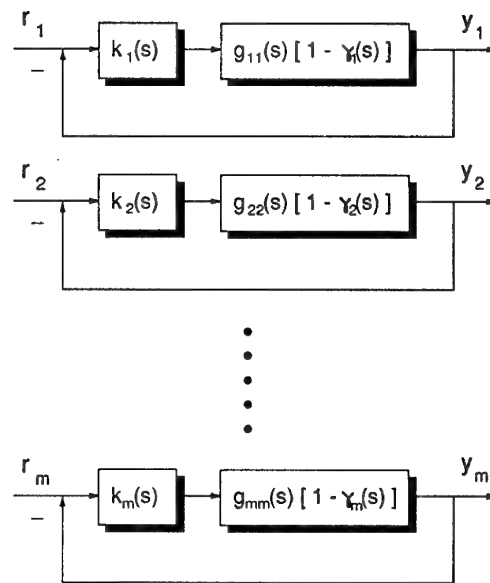 r1 k1(s) g11(s) [ 1 - γ1(s) ] y1
−
r2 k2(s) g22(s) [ 1 - γ2(s) ] y2
−
rm km(s) gmm(s) [ 1 - γm(s) ] ym
−